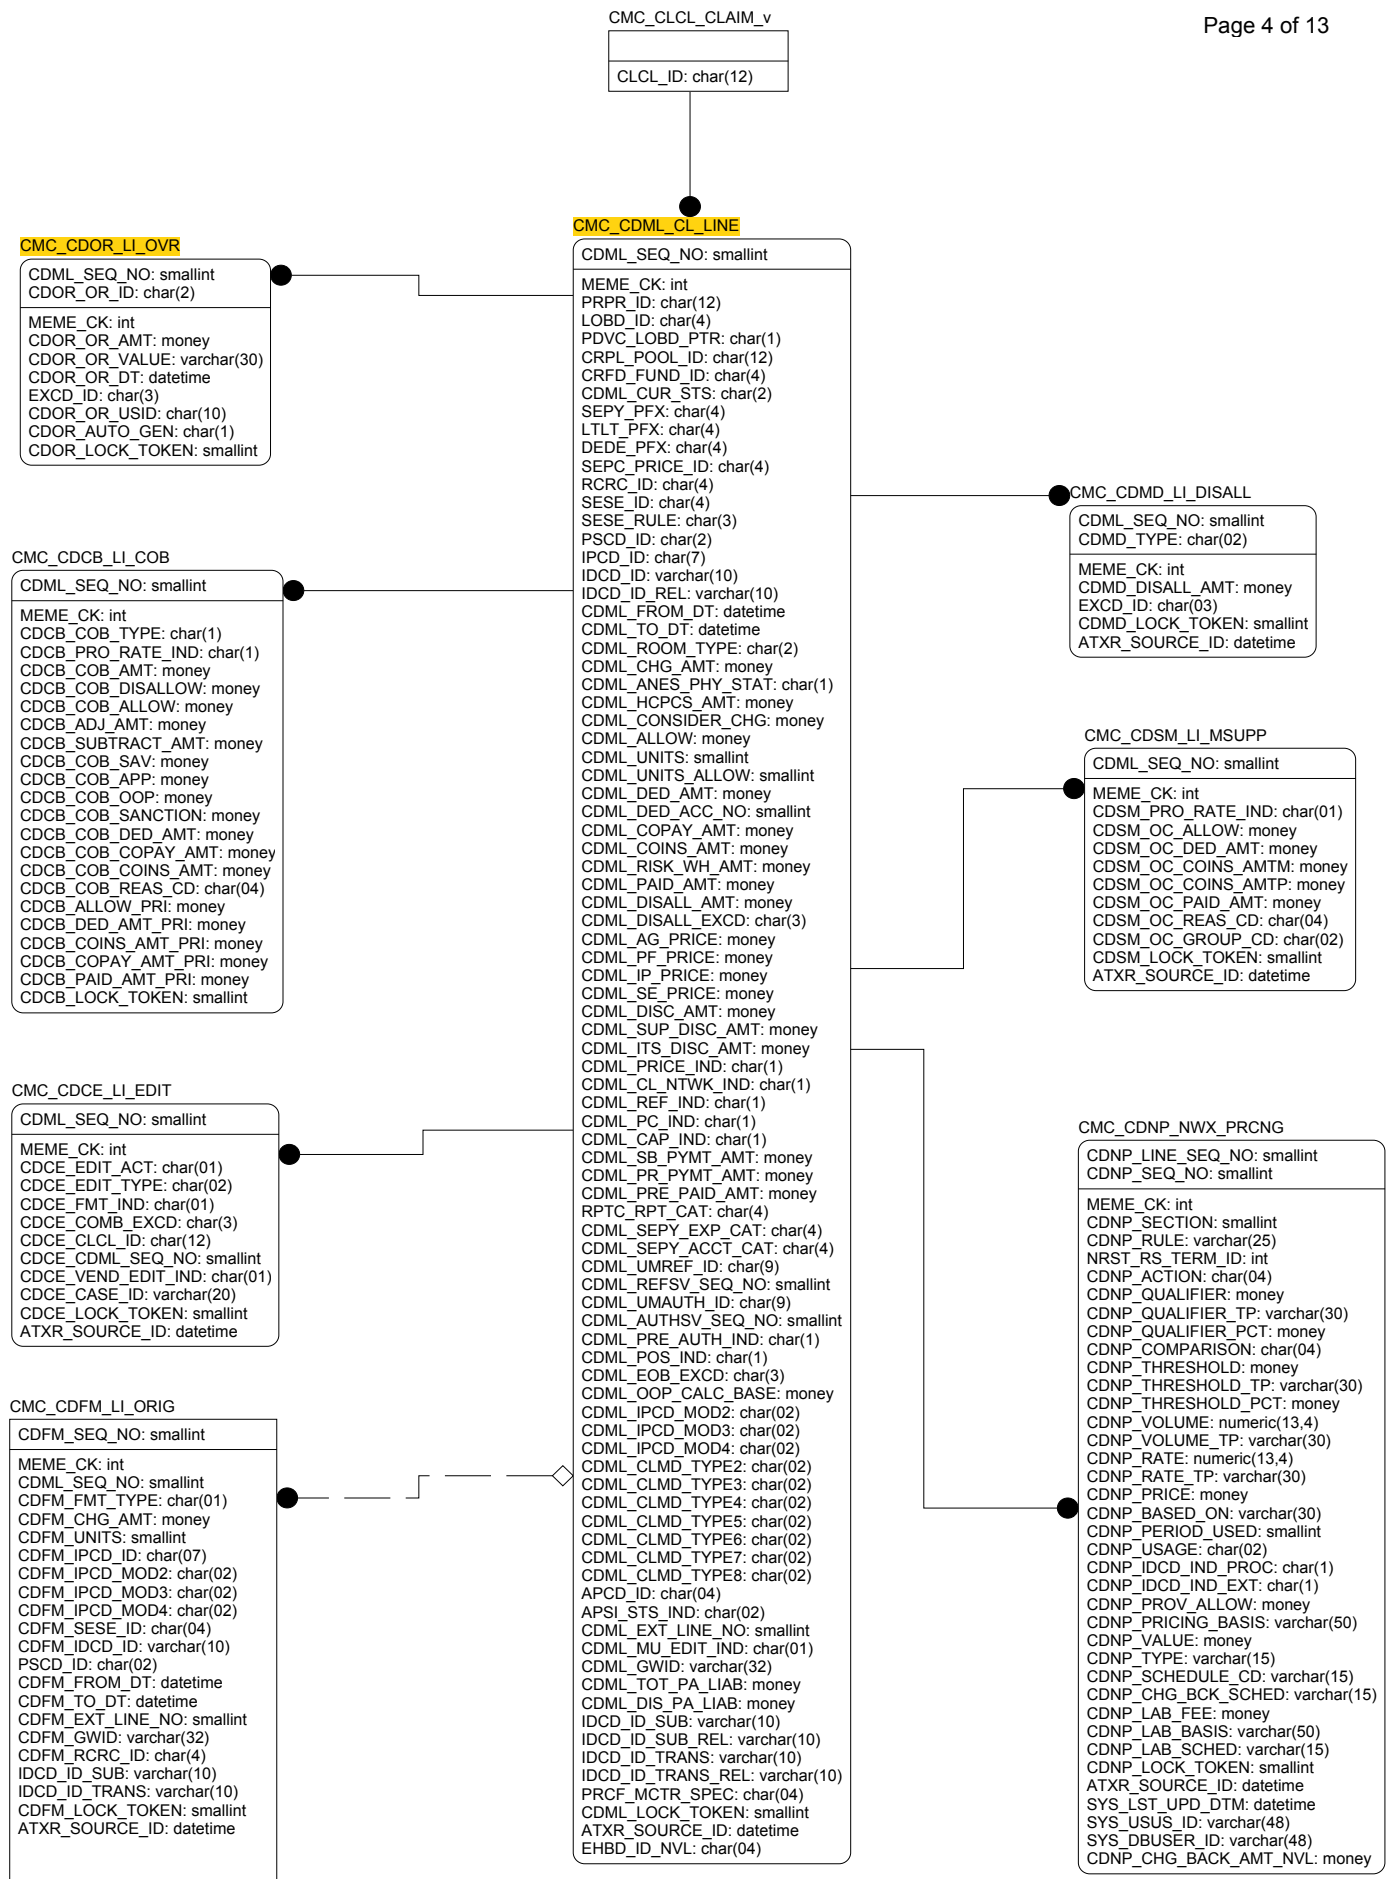 Page 4 of 13
CMC_CLCL_CLAIM_v
CLCL_ID: char(12)
CMC_CDOR_LI_OVR
CDML_SEQ_NO: smallint
CDOR_OR_ID: char(2)
MEME_CK: int
CDOR_OR_AMT: money
CDOR_OR_VALUE: varchar(30)
CDOR_OR_DT: datetime
EXCD_ID: char(3)
CDOR_OR_USID: char(10)
CDOR_AUTO_GEN: char(1)
CDOR_LOCK_TOKEN: smallint
CMC_CDCB_LI_COB
CDML_SEQ_NO: smallint
MEME_CK: int
CDCB_COB_TYPE: char(1)
CDCB_PRO_RATE_IND: char(1)
CDCB_COB_AMT: money
CDCB_COB_DISALLOW: money
CDCB_COB_ALLOW: money
CDCB_ADJ_AMT: money
CDCB_SUBTRACT_AMT: money
CDCB_COB_SAV: money
CDCB_COB_APP: money
CDCB_COB_OOP: money
CDCB_COB_SANCTION: money
CDCB_COB_DED_AMT: money
CDCB_COB_COPAY_AMT: money
CDCB_COB_COINS_AMT: money
CDCB_COB_REAS_CD: char(04)
CDCB_ALLOW_PRI: money
CDCB_DED_AMT_PRI: money
CDCB_COINS_AMT_PRI: money
CDCB_COPAY_AMT_PRI: money
CDCB_PAID_AMT_PRI: money
CDCB_LOCK_TOKEN: smallint
CMC_CDCE_LI_EDIT
CDML_SEQ_NO: smallint
MEME_CK: int
CDCE_EDIT_ACT: char(01)
CDCE_EDIT_TYPE: char(02)
CDCE_FMT_IND: char(01)
CDCE_COMB_EXCD: char(3)
CDCE_CLCL_ID: char(12)
CDCE_CDML_SEQ_NO: smallint
CDCE_VEND_EDIT_IND: char(01)
CDCE_CASE_ID: varchar(20)
CDCE_LOCK_TOKEN: smallint
ATXR_SOURCE_ID: datetime
CMC_CDFM_LI_ORIG
CDFM_SEQ_NO: smallint
MEME_CK: int
CDML_SEQ_NO: smallint
CDFM_FMT_TYPE: char(01)
CDFM_CHG_AMT: money
CDFM_UNITS: smallint
CDFM_IPCD_ID: char(07)
CDFM_IPCD_MOD2: char(02)
CDFM_IPCD_MOD3: char(02)
CDFM_IPCD_MOD4: char(02)
CDFM_SESE_ID: char(04)
CDFM_IDCD_ID: varchar(10)
PSCD_ID: char(02)
CDFM_FROM_DT: datetime
CDFM_TO_DT: datetime
CDFM_EXT_LINE_NO: smallint
CDFM_GWID: varchar(32)
CDFM_RCRC_ID: char(4)
IDCD_ID_SUB: varchar(10)
IDCD_ID_TRANS: varchar(10)
CDFM_LOCK_TOKEN: smallint
ATXR_SOURCE_ID: datetime
CMC_CDML_CL_LINE
CDML_SEQ_NO: smallint
MEME_CK: int
PRPR_ID: char(12)
LOBD_ID: char(4)
PDVC_LOBD_PTR: char(1)
CRPL_POOL_ID: char(12)
CRFD_FUND_ID: char(4)
CDML_CUR_STS: char(2)
SEPY_PFX: char(4)
LTLT_PFX: char(4)
DEDE_PFX: char(4)
SEPC_PRICE_ID: char(4)
RCRC_ID: char(4)
SESE_ID: char(4)
SESE_RULE: char(3)
PSCD_ID: char(2)
IPCD_ID: char(7)
IDCD_ID: varchar(10)
IDCD_ID_REL: varchar(10)
CDML_FROM_DT: datetime
CDML_TO_DT: datetime
CDML_ROOM_TYPE: char(2)
CDML_CHG_AMT: money
CDML_ANES_PHY_STAT: char(1)
CDML_HCPCS_AMT: money
CDML_CONSIDER_CHG: money
CDML_ALLOW: money
CDML_UNITS: smallint
CDML_UNITS_ALLOW: smallint
CDML_DED_AMT: money
CDML_DED_ACC_NO: smallint
CDML_COPAY_AMT: money
CDML_COINS_AMT: money
CDML_RISK_WH_AMT: money
CDML_PAID_AMT: money
CDML_DISALL_AMT: money
CDML_DISALL_EXCD: char(3)
CDML_AG_PRICE: money
CDML_PF_PRICE: money
CDML_IP_PRICE: money
CDML_SE_PRICE: money
CDML_DISC_AMT: money
CDML_SUP_DISC_AMT: money
CDML_ITS_DISC_AMT: money
CDML_PRICE_IND: char(1)
CDML_CL_NTWK_IND: char(1)
CDML_REF_IND: char(1)
CDML_PC_IND: char(1)
CDML_CAP_IND: char(1)
CDML_SB_PYMT_AMT: money
CDML_PR_PYMT_AMT: money
CDML_PRE_PAID_AMT: money
RPTC_RPT_CAT: char(4)
CDML_SEPY_EXP_CAT: char(4)
CDML_SEPY_ACCT_CAT: char(4)
CDML_UMREF_ID: char(9)
CDML_REFSV_SEQ_NO: smallint
CDML_UMAUTH_ID: char(9)
CDML_AUTHSV_SEQ_NO: smallint
CDML_PRE_AUTH_IND: char(1)
CDML_POS_IND: char(1)
CDML_EOB_EXCD: char(3)
CDML_OOP_CALC_BASE: money
CDML_IPCD_MOD2: char(02)
CDML_IPCD_MOD3: char(02)
CDML_IPCD_MOD4: char(02)
CDML_CLMD_TYPE2: char(02)
CDML_CLMD_TYPE3: char(02)
CDML_CLMD_TYPE4: char(02)
CDML_CLMD_TYPE5: char(02)
CDML_CLMD_TYPE6: char(02)
CDML_CLMD_TYPE7: char(02)
CDML_CLMD_TYPE8: char(02)
APCD_ID: char(04)
APSI_STS_IND: char(02)
CDML_EXT_LINE_NO: smallint
CDML_MU_EDIT_IND: char(01)
CDML_GWID: varchar(32)
CDML_TOT_PA_LIAB: money
CDML_DIS_PA_LIAB: money
IDCD_ID_SUB: varchar(10)
IDCD_ID_SUB_REL: varchar(10)
IDCD_ID_TRANS: varchar(10)
IDCD_ID_TRANS_REL: varchar(10)
PRCF_MCTR_SPEC: char(04)
CDML_LOCK_TOKEN: smallint
ATXR_SOURCE_ID: datetime
EHBD_ID_NVL: char(04)
CMC_CDMD_LI_DISALL
CDML_SEQ_NO: smallint
CDMD_TYPE: char(02)
MEME_CK: int
CDMD_DISALL_AMT: money
EXCD_ID: char(03)
CDMD_LOCK_TOKEN: smallint
ATXR_SOURCE_ID: datetime
CMC_CDSM_LI_MSUPP
CDML_SEQ_NO: smallint
MEME_CK: int
CDSM_PRO_RATE_IND: char(01)
CDSM_OC_ALLOW: money
CDSM_OC_DED_AMT: money
CDSM_OC_COINS_AMTM: money
CDSM_OC_COINS_AMTP: money
CDSM_OC_PAID_AMT: money
CDSM_OC_REAS_CD: char(04)
CDSM_OC_GROUP_CD: char(02)
CDSM_LOCK_TOKEN: smallint
ATXR_SOURCE_ID: datetime
CMC_CDNP_NWX_PRCNG
CDNP_LINE_SEQ_NO: smallint
CDNP_SEQ_NO: smallint
MEME_CK: int
CDNP_SECTION: smallint
CDNP_RULE: varchar(25)
NRST_RS_TERM_ID: int
CDNP_ACTION: char(04)
CDNP_QUALIFIER: money
CDNP_QUALIFIER_TP: varchar(30)
CDNP_QUALIFIER_PCT: money
CDNP_COMPARISON: char(04)
CDNP_THRESHOLD: money
CDNP_THRESHOLD_TP: varchar(30)
CDNP_THRESHOLD_PCT: money
CDNP_VOLUME: numeric(13,4)
CDNP_VOLUME_TP: varchar(30)
CDNP_RATE: numeric(13,4)
CDNP_RATE_TP: varchar(30)
CDNP_PRICE: money
CDNP_BASED_ON: varchar(30)
CDNP_PERIOD_USED: smallint
CDNP_USAGE: char(02)
CDNP_IDCD_IND_PROC: char(1)
CDNP_IDCD_IND_EXT: char(1)
CDNP_PROV_ALLOW: money
CDNP_PRICING_BASIS: varchar(50)
CDNP_VALUE: money
CDNP_TYPE: varchar(15)
CDNP_SCHEDULE_CD: varchar(15)
CDNP_CHG_BCK_SCHED: varchar(15)
CDNP_LAB_FEE: money
CDNP_LAB_BASIS: varchar(50)
CDNP_LAB_SCHED: varchar(15)
CDNP_LOCK_TOKEN: smallint
ATXR_SOURCE_ID: datetime
SYS_LST_UPD_DTM: datetime
SYS_USUS_ID: varchar(48)
SYS_DBUSER_ID: varchar(48)
CDNP_CHG_BACK_AMT_NVL: money